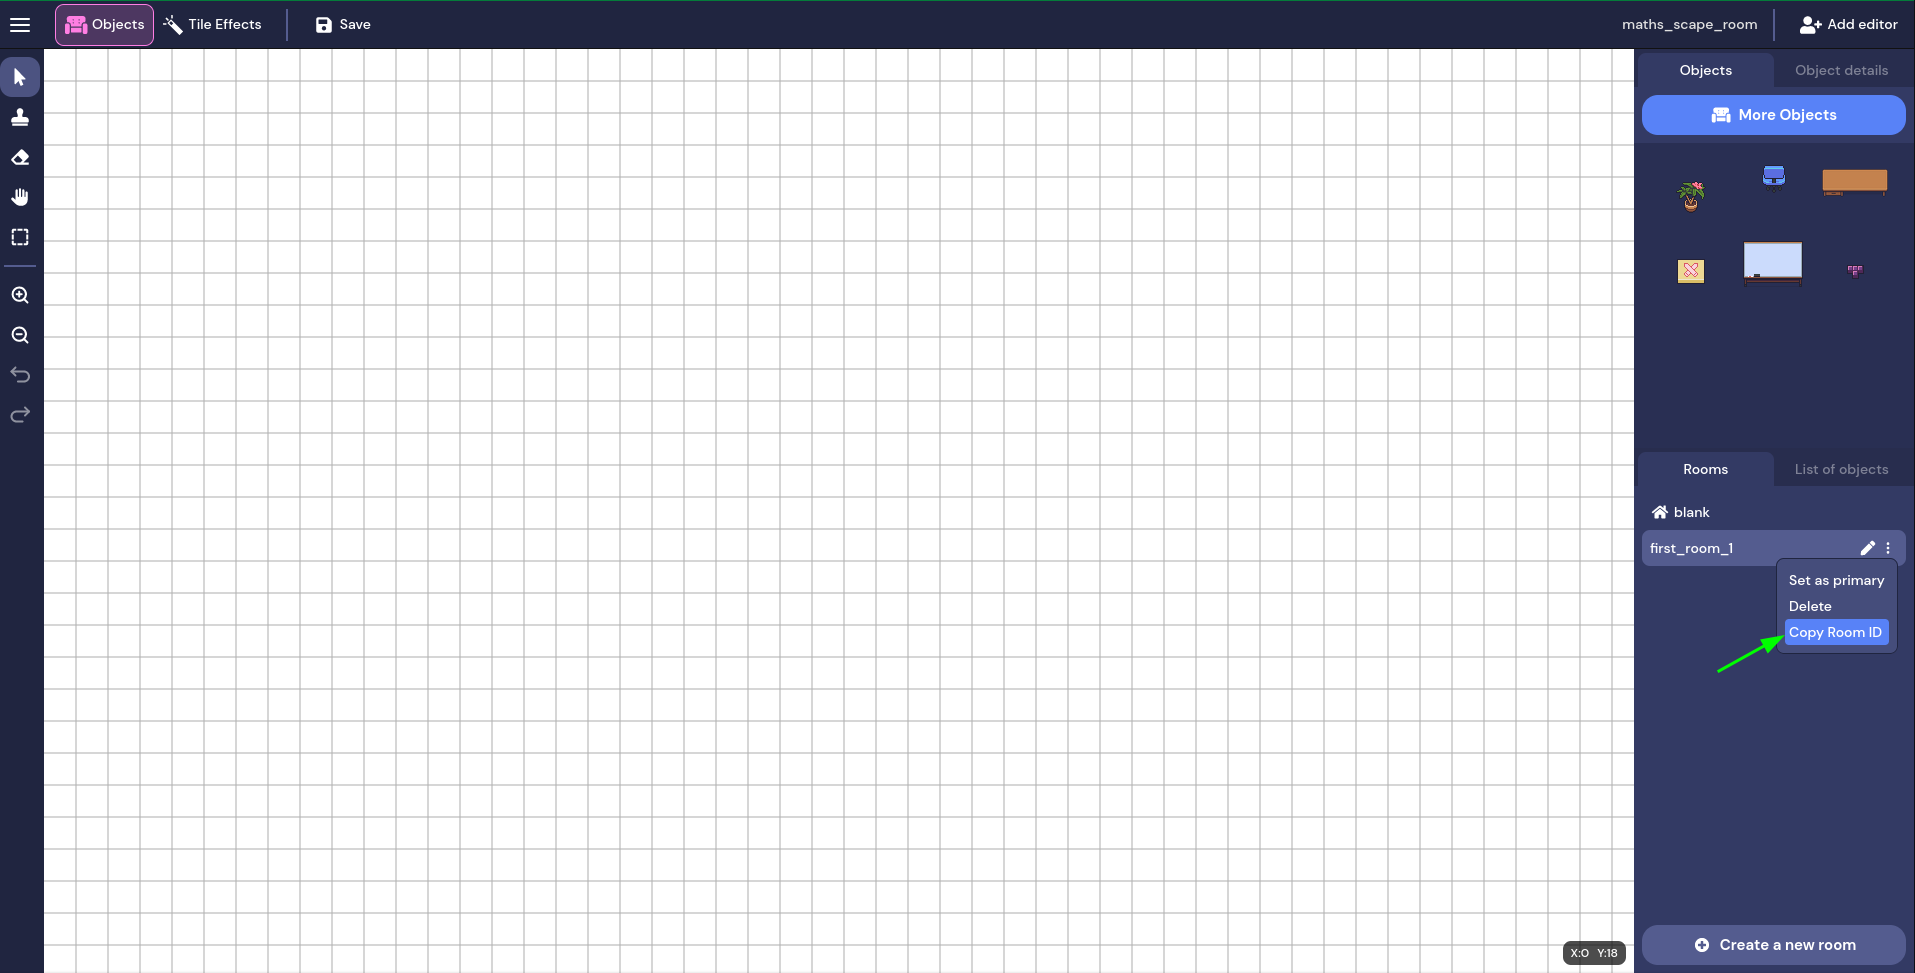 Objects
Tile Effects
Save
maths_scape_room
Add editor
Objects
Object details
More Objects
Rooms
List of objects
blank
first_room_1
Set as primary
Delete
Copy Room ID
Create a new room
X:0 Y:18